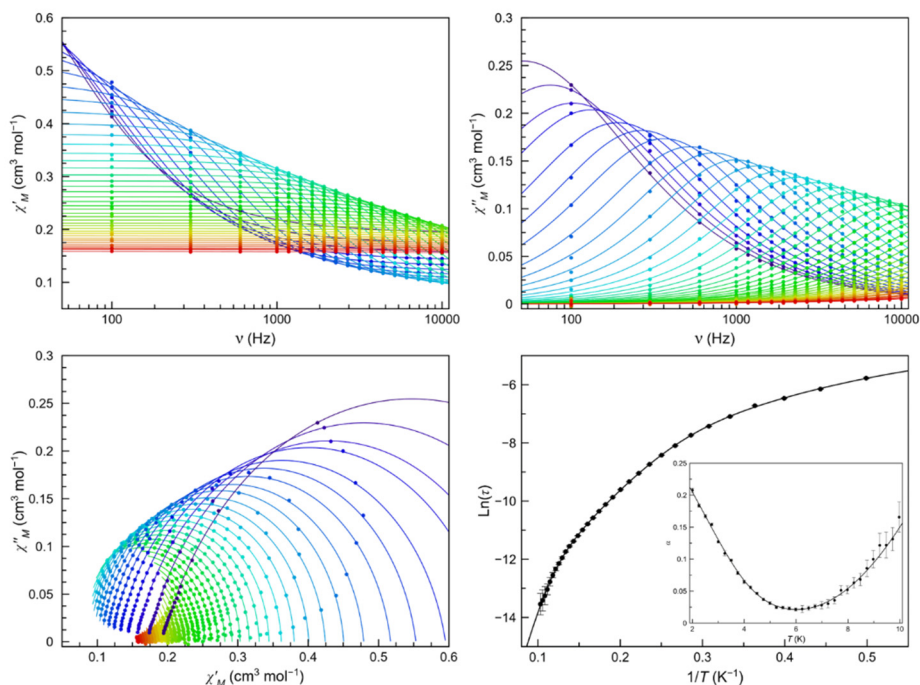 χ′M (cm³ mol⁻¹)
0.6
0.5
0.4
0.3
0.2
0.1
100 1000 10000
ν (Hz)
χ″M (cm³ mol⁻¹)
0.3
0.25
0.2
0.15
0.1
0.05
0
100 1000 10000
ν (Hz)
χ″M (cm³ mol⁻¹)
0.3
0.25
0.2
0.15
0.1
0.05
0
0.1 0.2 0.3 0.4 0.5 0.6
χ′M (cm³ mol⁻¹)
Ln(τ)
−6
−8
−10
−12
−14
0.1 0.2 0.3 0.4 0.5
1/T (K⁻¹)
α
0.25
0.2
0.15
0.1
0.05
0
2 4 6 8 10
T (K)